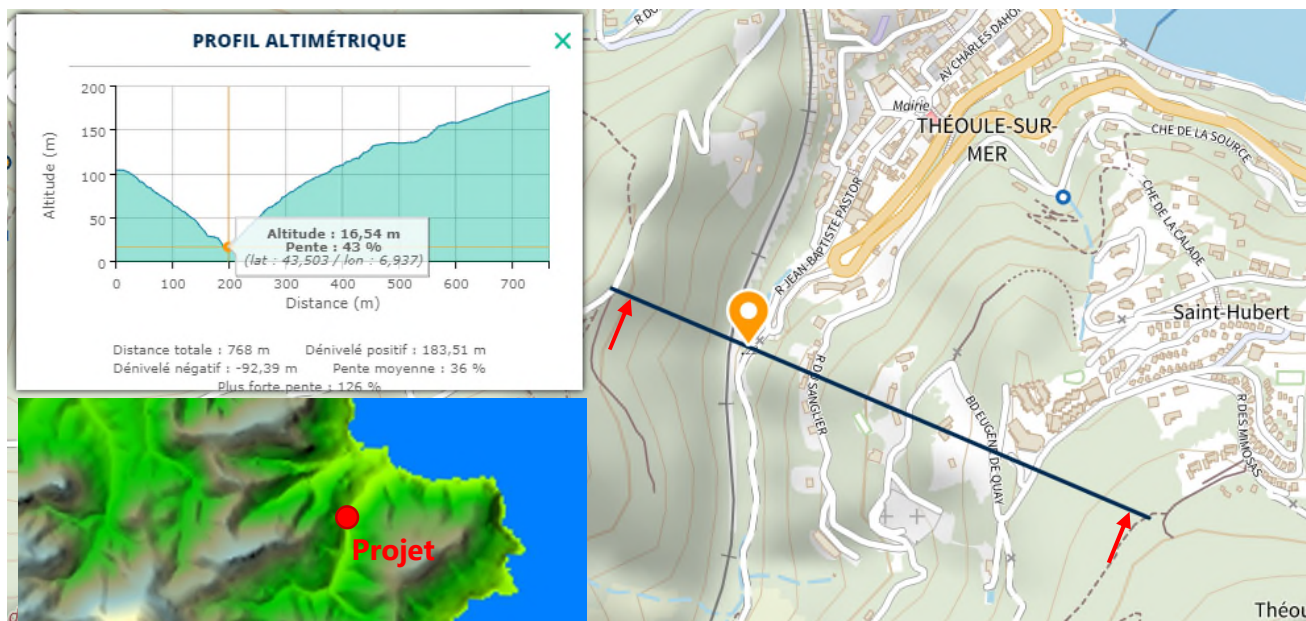 PROFIL ALTIMÉTRIQUE
200
150
100
50
0
Altitude (m)
Altitude : 16,54 m
Pente : 43 %
(lat : 43,503 / lon : 6,937)
0 100 200 300 400 500 600 700
Distance (m)
Distance totale : 768 m Dénivelé positif : 183,51 m
Dénivelé négatif : -92,39 m Pente moyenne : 36 %
Plus forte pente : 126 %
Projet
AV CHARLES DAHON
Mairie
THÉOULE-SUR-
MER
CHE DE LA SOURCE
R JEAN-BAPTISTE PASTOR
CHE DE LA CALADE
Saint-Hubert
R DU SANGLIER
BD EUGENT DE QUAY
R DES MIMOSAS
Théou